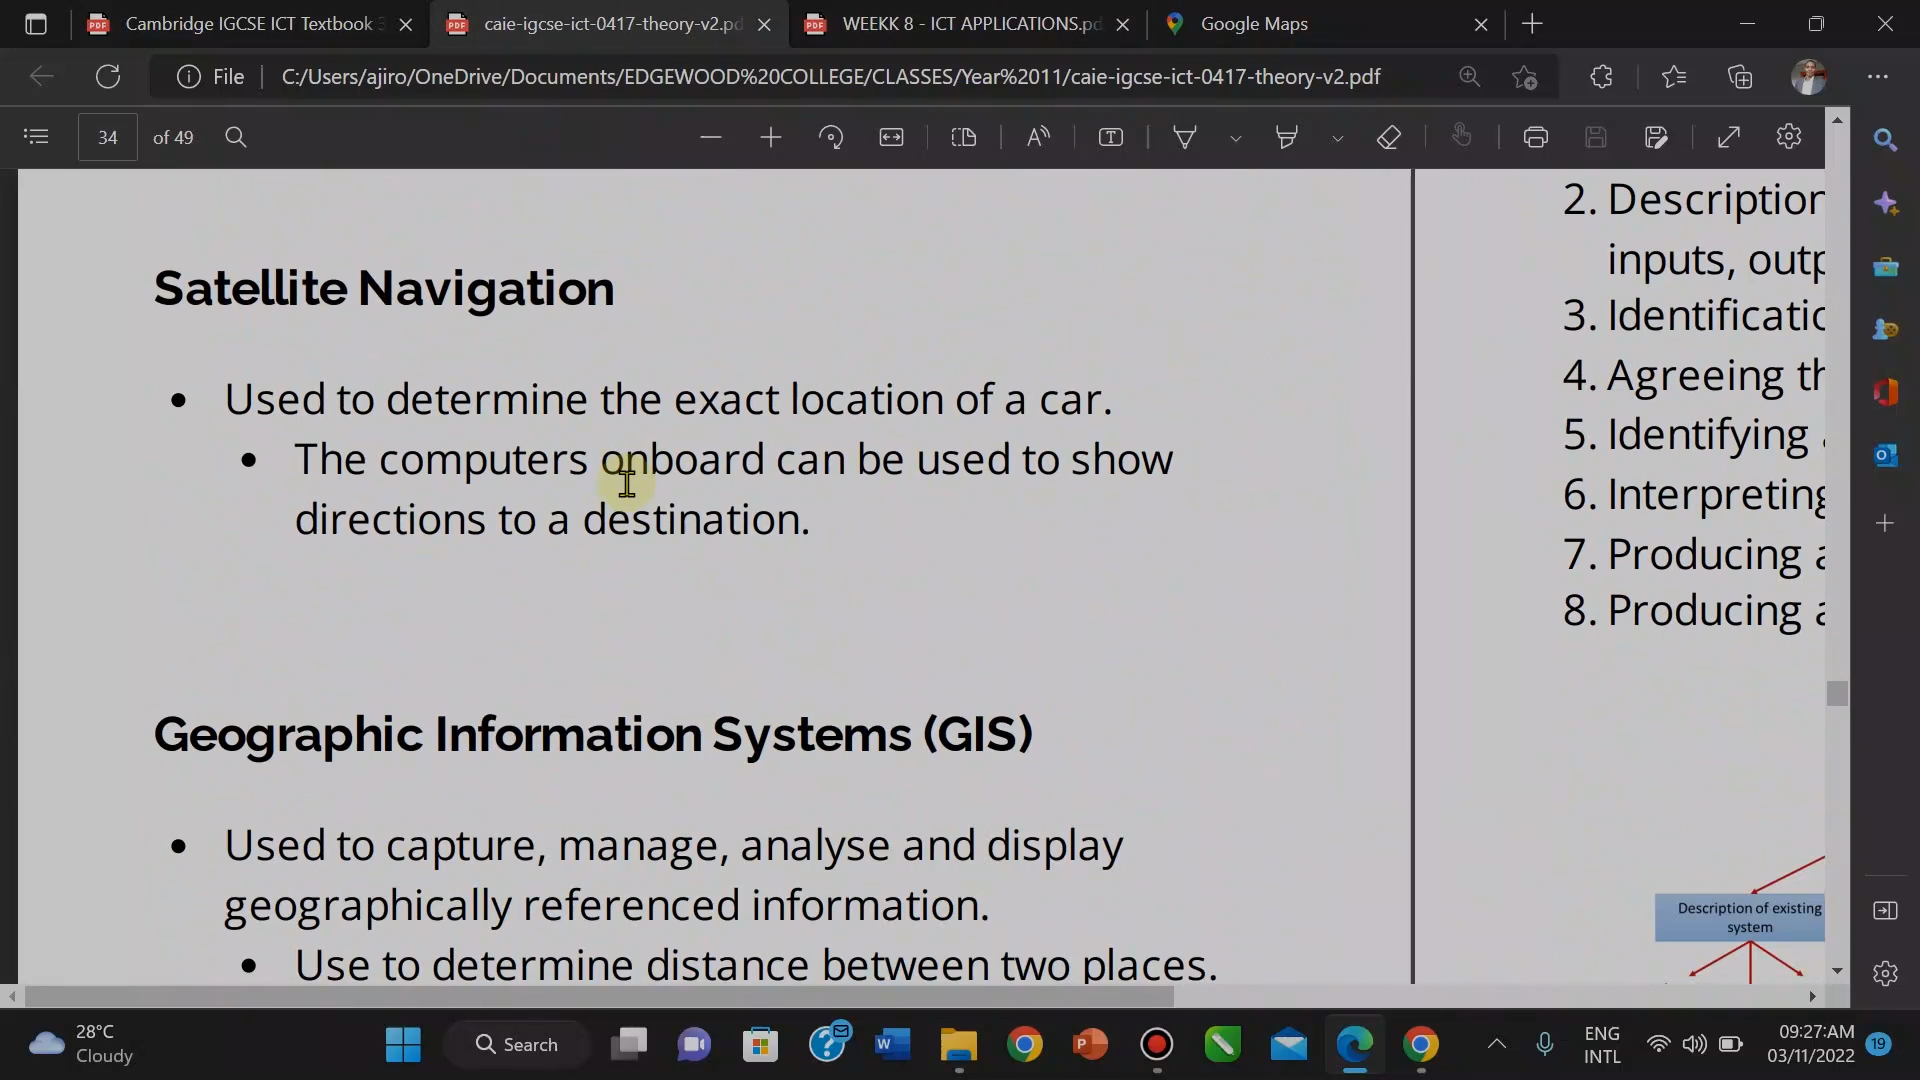 Cambridge IGCSE ICT Textbook 3
caie-igcse-ict-0417-theory-v2.pd
WEEKK 8 - ICT APPLICATIONS.pd
Google Maps
File
C:/Users/ajiro/OneDrive/Documents/EDGEWOOD%20COLLEGE/CLASSES/Year%2011/caie-igcse-ict-0417-theory-v2.pdf
34 of 49
Satellite Navigation
• Used to determine the exact location of a car.
• The computers onboard can be used to show
directions to a destination.
Geographic Information Systems (GIS)
• Used to capture, manage, analyse and display
geographically referenced information.
• Use to determine distance between two places.
2. Description
inputs, outp
3. Identificatic
4. Agreeing th
5. Identifying
6. Interpreting
7. Producing a
8. Producing a
Description of existing
system
28°C
Cloudy
Search
ENG
INTL
09:27:AM
03/11/2022
19